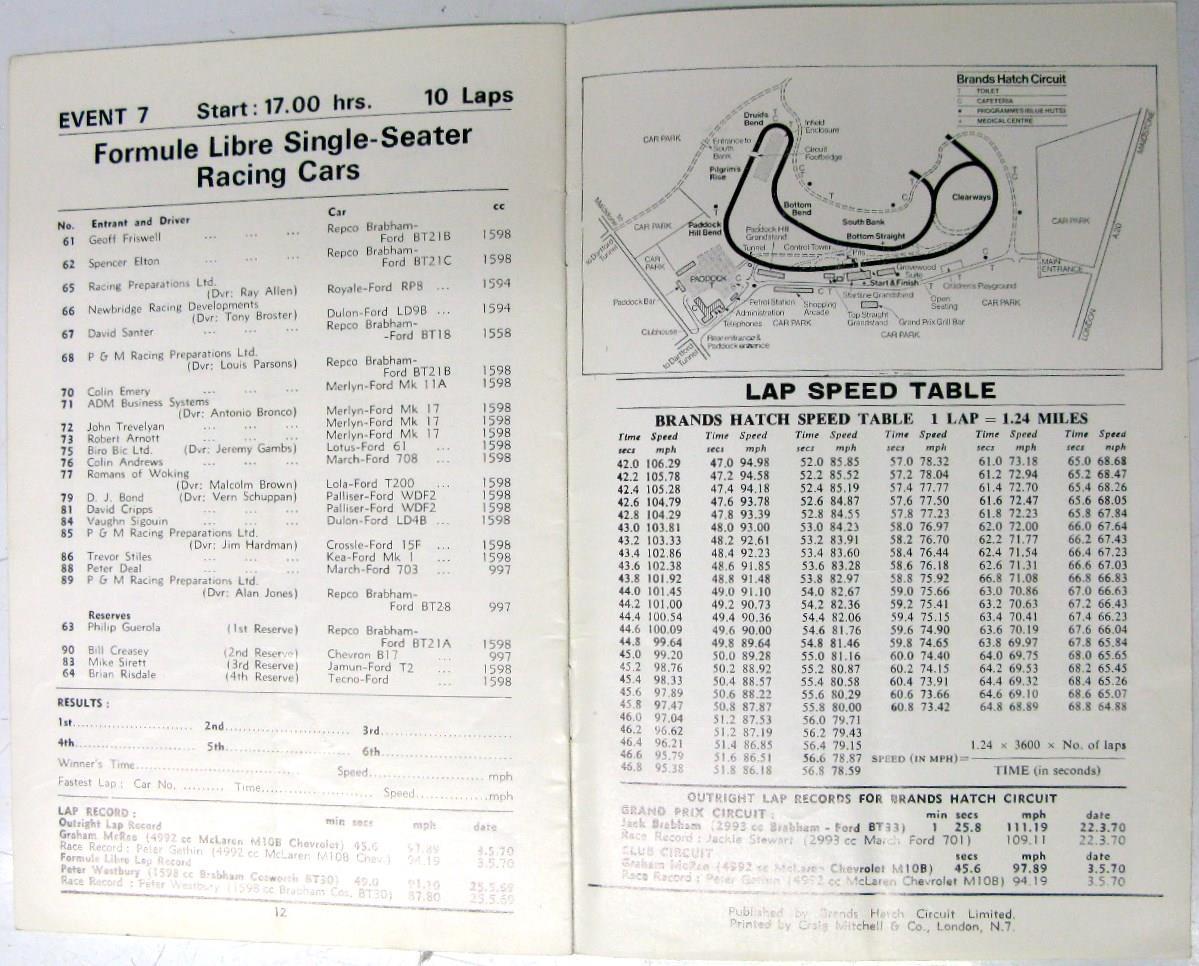 EVENT 7 Start: 17.00 hrs. 10 Laps
Formule Libre Single-Seater
Racing Cars
No. Entrant and Driver Car cc
61 Geoff Friswell ... ... ... Repco Brabham-
Ford BT21B 1598
62 Spencer Elton ... ... ... Repco Brabham-
Ford BT21C 1598
65 Racing Preparations Ltd.
(Dvr: Ray Allen) Royale-Ford RP8 ... 1594
66 Newbridge Racing Developments
(Dvr: Tony Broster) Dulon-Ford LD9B ... 1594
67 David Santer ... ... ... Repco Brabham-
-Ford BT18 1558
68 P & M Racing Preparations Ltd.
(Dvr: Louis Parsons) Repco Brabham-
Ford BT21B 1598
70 Colin Emery ... ... ... Merlyn-Ford Mk 11A 1598
71 ADM Business Systems
(Dvr: Antonio Bronco) Merlyn-Ford Mk 17 1598
72 John Trevelyan ... ... ... Merlyn-Ford Mk 17 1598
73 Robert Arnott ... ... ... Merlyn-Ford Mk 17 1598
75 Biro Bic Ltd. (Dvr: Jeremy Gambs) Lotus-Ford 61 ... 1598
76 Colin Andrews ... ... ... March-Ford 708 ... 1598
77 Romans of Woking
(Dvr: Malcolm Brown) Lola-Ford T200 ... 1598
79 D. J. Bond (Dvr: Vern Schuppan) Palliser-Ford WDF2 1598
81 David Cripps ... ... ... Palliser-Ford WDF2 1598
84 Vaughn Sigouin ... ... ... Dulon-Ford LD4B ... 1598
85 P & M Racing Preparations Ltd.
(Dvr: Jim Hardman) Crossle-Ford 15F ... 1598
86 Trevor Stiles ... ... ... Kea-Ford Mk 1 ... 1598
88 Peter Deal ... ... ... March-Ford 703 ... 997
89 P & M Racing Preparations Ltd.
(Dvr: Alan Jones) Repco Brabham-
Ford BT28 997
Reserves
63 Philip Guerola (1st Reserve) Repco Brabham-
Ford BT21A 1598
90 Bill Creasey (2nd Reserve) Chevron B17 ... 997
83 Mike Sirett (3rd Reserve) Jamun-Ford T2 ... 1598
64 Brian Risdale (4th Reserve) Tecno-Ford ... 1598
RESULTS:
1st............ 2nd............ 3rd............
4th............ 5th............ 6th............
Winner's Time............ Speed............mph
Fastest Lap: Car No. ......... Time............ Speed............mph
LAP RECORD: min secs mph date
Outright Lap Record
Graham McRae (4992 cc McLaren M10B Chevrolet) 45.6 97.89 3.5.70
Race Record: Peter Gethin (4992 cc McLaren M10B Chev.) 94.19 3.5.70
Formule Libre Lap Record
Peter Westbury (1598 cc Brabham Cosworth BT30) 49.0 91.10 25.5.69
Race Record: Peter Westbury (1598 cc Brabham Cos. BT30) 87.80 25.5.69
12
Brands Hatch Circuit
T TOILET
C CAFETERIA
PROGRAMMES (BLUE HUTS)
+ MEDICAL CENTRE
Druids
Bend
Infield
Enclosure
CAR PARK
Entrance to
South
Bank
Circuit
Footbridge
Pilgrim's
Rise
MAIDSTONE
Maidstone
Bottom
Bend
Clearways
South Bank
CAR PARK
Paddock
Hill Bend
Paddock Hill
Grandstand
Bottom Straight
CAR PARK
A20
to Dartford
Tunnel
Tunnel
Control Tower
Pits
MAIN
ENTRANCE
CAR
PARK
PADDOCK
Grovewood
Suite
Start & Finish
Children's Playground
Paddock Bar
Petrol Station
Startline Grandstand
Open
Seating
CAR PARK
Administration
Shopping
Arcade
Top Straight
Grandstand
Grand Prix Grill Bar
Clubhouse
Telephones
CAR PARK
CAR PARK
Rear entrance &
Paddock entrance
to Dartford
Tunnel
LONDON
LAP SPEED TABLE
BRANDS HATCH SPEED TABLE 1 LAP = 1.24 MILES
Time Speed Time Speed Time Speed Time Speed Time Speed Time Speed
secs mph secs mph secs mph secs mph secs mph secs mph
42.0 106.29 47.0 94.98 52.0 85.85 57.0 78.32 61.0 73.18 65.0 68.68
42.2 105.78 47.2 94.58 52.2 85.52 57.2 78.04 61.2 72.94 65.2 68.47
42.4 105.28 47.4 94.18 52.4 85.19 57.4 77.77 61.4 72.70 65.4 68.26
42.6 104.79 47.6 93.78 52.6 84.87 57.6 77.50 61.6 72.47 65.6 68.05
42.8 104.29 47.8 93.39 52.8 84.55 57.8 77.23 61.8 72.23 65.8 67.84
43.0 103.81 48.0 93.00 53.0 84.23 58.0 76.97 62.0 72.00 66.0 67.64
43.2 103.33 48.2 92.61 53.2 83.91 58.2 76.70 62.2 71.77 66.2 67.43
43.4 102.86 48.4 92.23 53.4 83.60 58.4 76.44 62.4 71.54 66.4 67.23
43.6 102.38 48.6 91.85 53.6 83.28 58.6 76.18 62.6 71.31 66.6 67.03
43.8 101.92 48.8 91.48 53.8 82.97 58.8 75.92 66.8 71.08 66.8 66.83
44.0 101.45 49.0 91.10 54.0 82.67 59.0 75.66 63.0 70.86 67.0 66.63
44.2 101.00 49.2 90.73 54.2 82.36 59.2 75.41 63.2 70.63 67.2 66.43
44.4 100.54 49.4 90.36 54.4 82.06 59.4 75.15 63.4 70.41 67.4 66.23
44.6 100.09 49.6 90.00 54.6 81.76 59.6 74.90 63.6 70.19 67.6 66.04
44.8 99.64 49.8 89.64 54.8 81.46 59.8 74.65 63.8 69.97 67.8 65.84
45.0 99.20 50.0 89.28 55.0 81.16 60.0 74.40 64.0 69.75 68.0 65.65
45.2 98.76 50.2 88.92 55.2 80.87 60.2 74.15 64.2 69.53 68.2 65.45
45.4 98.33 50.4 88.57 55.4 80.58 60.4 73.91 64.4 69.32 68.4 65.26
45.6 97.89 50.6 88.22 55.6 80.29 60.6 73.66 64.6 69.10 68.6 65.07
45.8 97.47 50.8 87.87 55.8 80.00 60.8 73.42 64.8 68.89 68.8 64.88
46.0 97.04 51.2 87.53 56.0 79.71
46.2 96.62 51.2 87.19 56.2 79.43
46.4 96.21 51.4 86.85 56.4 79.15
46.6 95.79 51.6 86.51 56.6 78.87
46.8 95.38 51.8 86.18 56.8 78.59
SPEED (IN MPH)= 1.24 × 3600 × No. of laps
TIME (in seconds)
OUTRIGHT LAP RECORDS FOR BRANDS HATCH CIRCUIT
GRAND PRIX CIRCUIT: min secs mph date
Jack Brabham (2993 cc Brabham - Ford BT33) 1 25.8 111.19 22.3.70
Race Record: Jackie Stewart (2993 cc March Ford 701) 109.11 22.3.70
CLUB CIRCUIT secs mph date
Graham McRae (4992 cc McLaren Chevrolet M10B) 45.6 97.89 3.5.70
Race Record: Peter Gethin (4992 cc McLaren Chevrolet M10B) 94.19 3.5.70
Published by Brands Hatch Circuit Limited.
Printed by Craig Mitchell & Co., London, N.7.